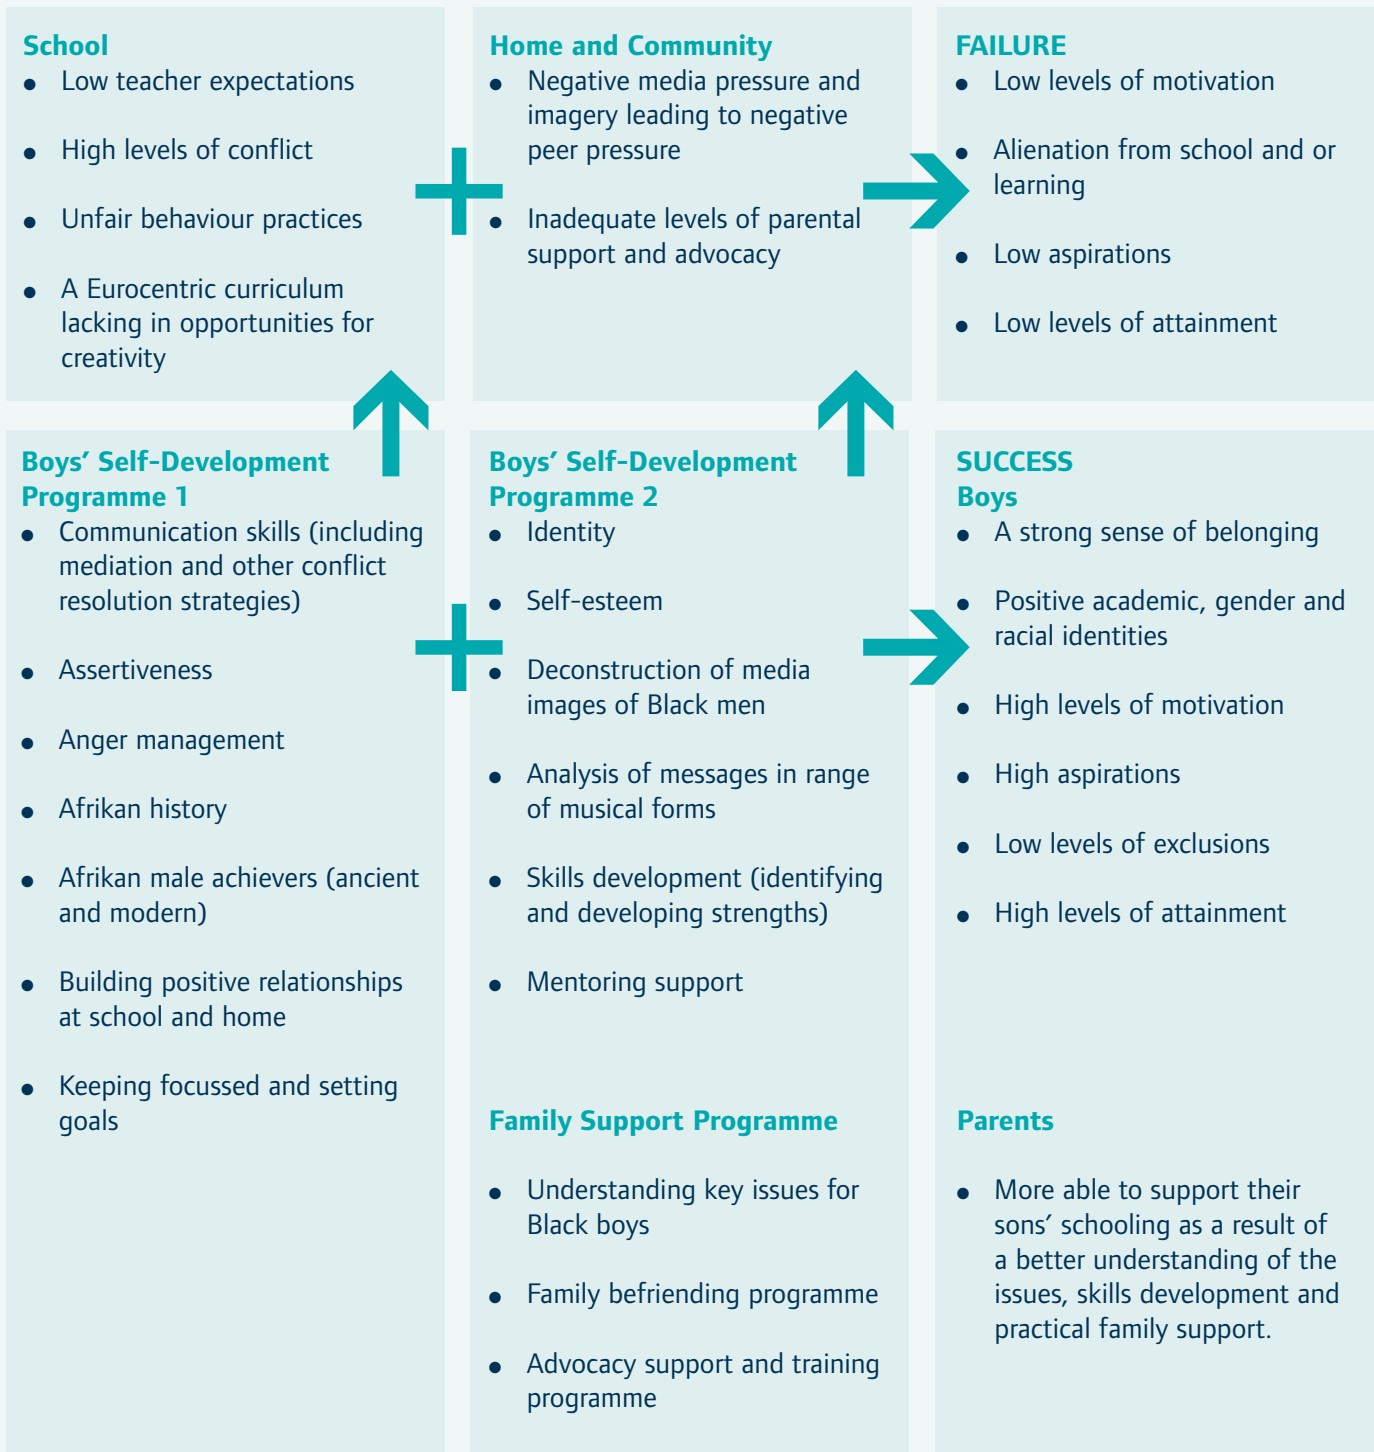 School
● Low teacher expectations
● High levels of conflict
● Unfair behaviour practices
● A Eurocentric curriculum
lacking in opportunities for
creativity
Home and Community
● Negative media pressure and
imagery leading to negative
peer pressure
● Inadequate levels of parental
support and advocacy
FAILURE
● Low levels of motivation
● Alienation from school and or
learning
● Low aspirations
● Low levels of attainment
Boys’ Self-Development
Programme 1
● Communication skills (including
mediation and other conflict
resolution strategies)
● Assertiveness
● Anger management
● Afrikan history
● Afrikan male achievers (ancient
and modern)
● Building positive relationships
at school and home
● Keeping focussed and setting
goals
Boys’ Self-Development
Programme 2
● Identity
● Self-esteem
● Deconstruction of media
images of Black men
● Analysis of messages in range
of musical forms
● Skills development (identifying
and developing strengths)
● Mentoring support
Family Support Programme
● Understanding key issues for
Black boys
● Family befriending programme
● Advocacy support and training
programme
SUCCESS
Boys
● A strong sense of belonging
● Positive academic, gender and
racial identities
● High levels of motivation
● High aspirations
● Low levels of exclusions
● High levels of attainment
Parents
● More able to support their
sons’ schooling as a result of
a better understanding of the
issues, skills development and
practical family support.